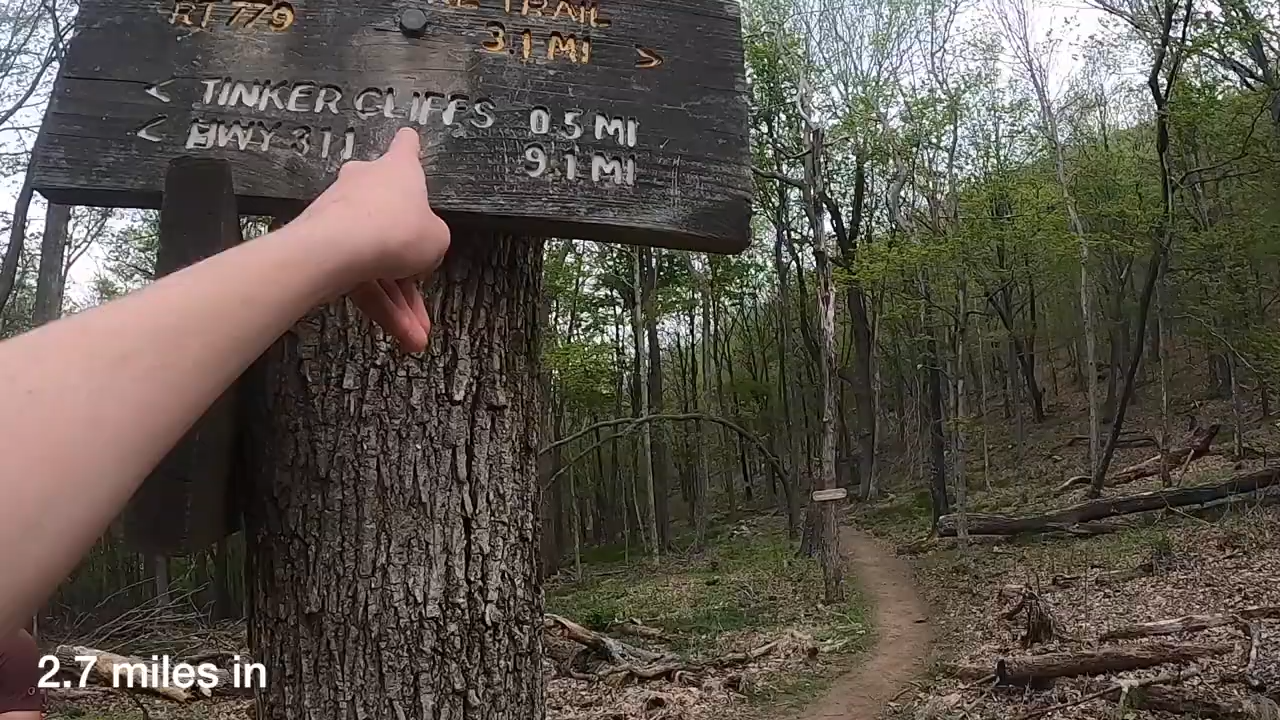 RT 779
TRAIL
3.1 MI >
< TINKER CLIFFS 0.5 MI
< HWY 311 9.1 MI
2.7 miles in